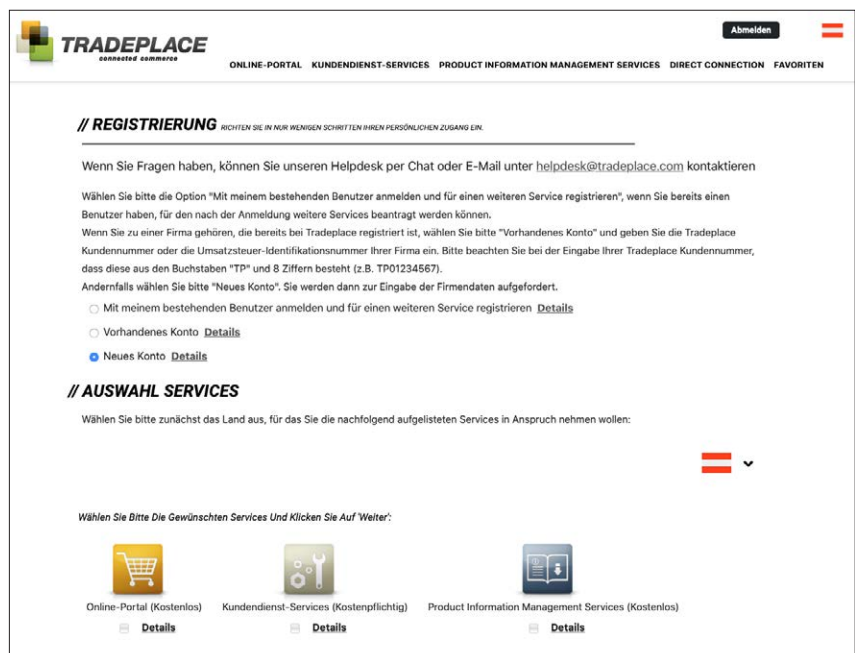 TRADEPLACE
connected commerce
Abmelden
ONLINE-PORTAL KUNDENDIENST-SERVICES PRODUCT INFORMATION MANAGEMENT SERVICES DIRECT CONNECTION FAVORITEN
// REGISTRIERUNG RICHTEN SIE IN NUR WENIGEN SCHRITTEN IHREN PERSÖNLICHEN ZUGANG EIN.
Wenn Sie Fragen haben, können Sie unseren Helpdesk per Chat oder E-Mail unter helpdesk@tradeplace.com kontaktieren
Wählen Sie bitte die Option "Mit meinem bestehenden Benutzer anmelden und für einen weiteren Service registrieren", wenn Sie bereits einen
Benutzer haben, für den nach der Anmeldung weitere Services beantragt werden können.
Wenn Sie zu einer Firma gehören, die bereits bei Tradeplace registriert ist, wählen Sie bitte "Vorhandenes Konto" und geben Sie die Tradeplace
Kundennummer oder die Umsatzsteuer-Identifikationsnummer Ihrer Firma ein. Bitte beachten Sie bei der Eingabe Ihrer Tradeplace Kundennummer,
dass diese aus den Buchstaben "TP" und 8 Ziffern besteht (z.B. TP01234567).
Andernfalls wählen Sie bitte "Neues Konto". Sie werden dann zur Eingabe der Firmendaten aufgefordert.
Mit meinem bestehenden Benutzer anmelden und für einen weiteren Service registrieren Details
Vorhandenes Konto Details
Neues Konto Details
// AUSWAHL SERVICES
Wählen Sie bitte zunächst das Land aus, für das Sie die nachfolgend aufgelisteten Services in Anspruch nehmen wollen:
Wählen Sie Bitte Die Gewünschten Services Und Klicken Sie Auf 'Weiter':
Online-Portal (Kostenlos) Kundendienst-Services (Kostenpflichtig) Product Information Management Services (Kostenlos)
Details Details Details